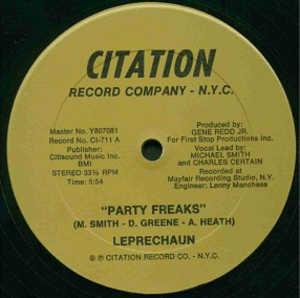 CITATION
RECORD COMPANY - N.Y.C.
Master No. Y807081
Record No. CI-711 A
Publisher:
Citisound Music Inc.
BMI
STEREO 33⅓ RPM
Time: 5:54
Produced by:
GENE REDD JR.
For First Stop Productions Inc.
Vocal Lead by:
MICHAEL SMITH
and CHARLES CERTAIN
Recorded at
Mayfair Recording Studio, N.Y.
Engineer: Lenny Manchess
"PARTY FREAKS"
(M. SMITH - D. GREENE - A. HEATH)
LEPRECHAUN
© ℗ CITATION RECORD CO. - N.Y.C.